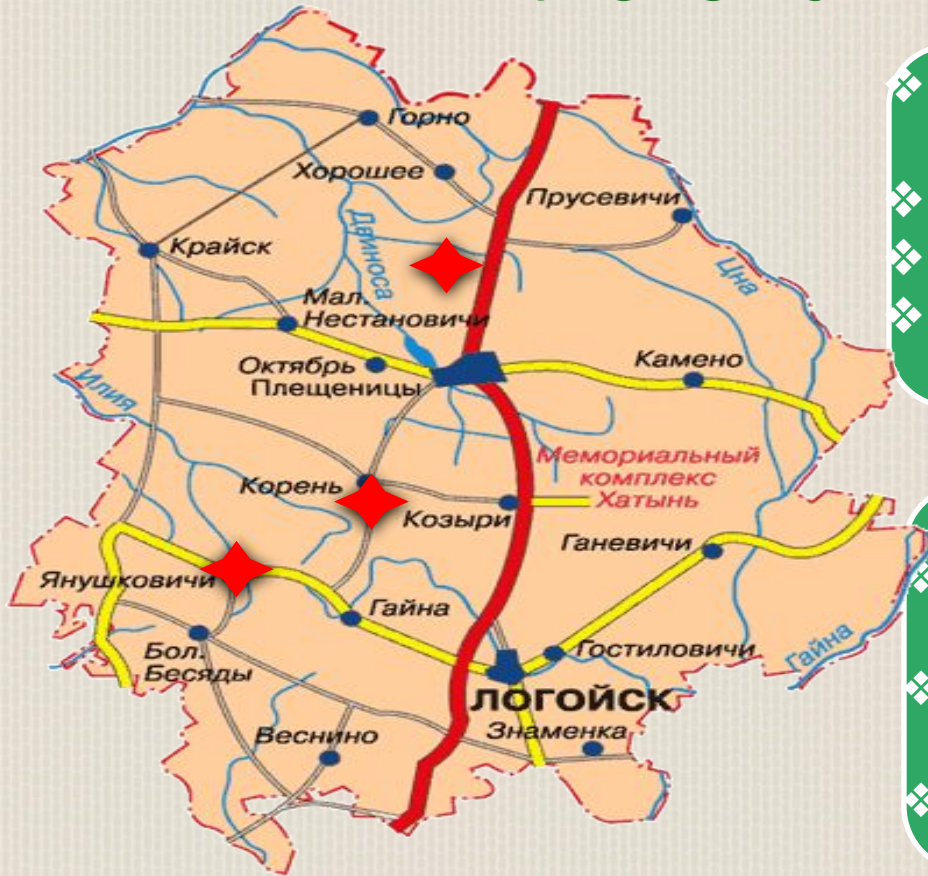 Горно
Хорошее
Прусевичи
Двиноса
Крайск
Цна
Мал.
Нестановичи
Октябрь
Плещеницы
Камено
Илия
Мемориальный
комплекс
Хатынь
Корень
Козыри
Ганевичи
Янушковичи
Гайна
Бол.
Бесяды
Гостиловичи
Гайна
ЛОГОЙСК
Знаменка
Веснино